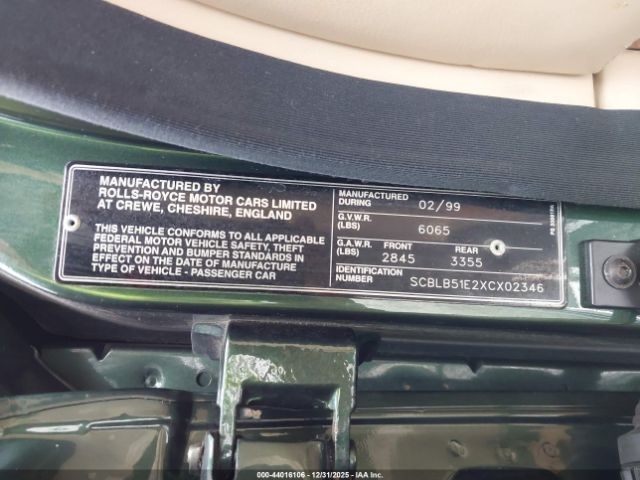 MANUFACTURED BY
ROLLS-ROYCE MOTOR CARS LIMITED
AT CREWE, CHESHIRE, ENGLAND
THIS VEHICLE CONFORMS TO ALL APPLICABLE
FEDERAL MOTOR VEHICLE SAFETY, THEFT
PREVENTION AND BUMPER STANDARDS IN
EFFECT ON THE DATE OF MANUFACTURE
TYPE OF VEHICLE - PASSENGER CAR
MANUFACTURED
DURING 02/99
G.V.W.R.
(LBS) 6065
G.A.W.R. FRONT REAR
(LBS) 2845 3355
IDENTIFICATION
NUMBER SCBLB51E2XCX02346
000-44016106 - 12/31/2025 - IAAI, Inc.